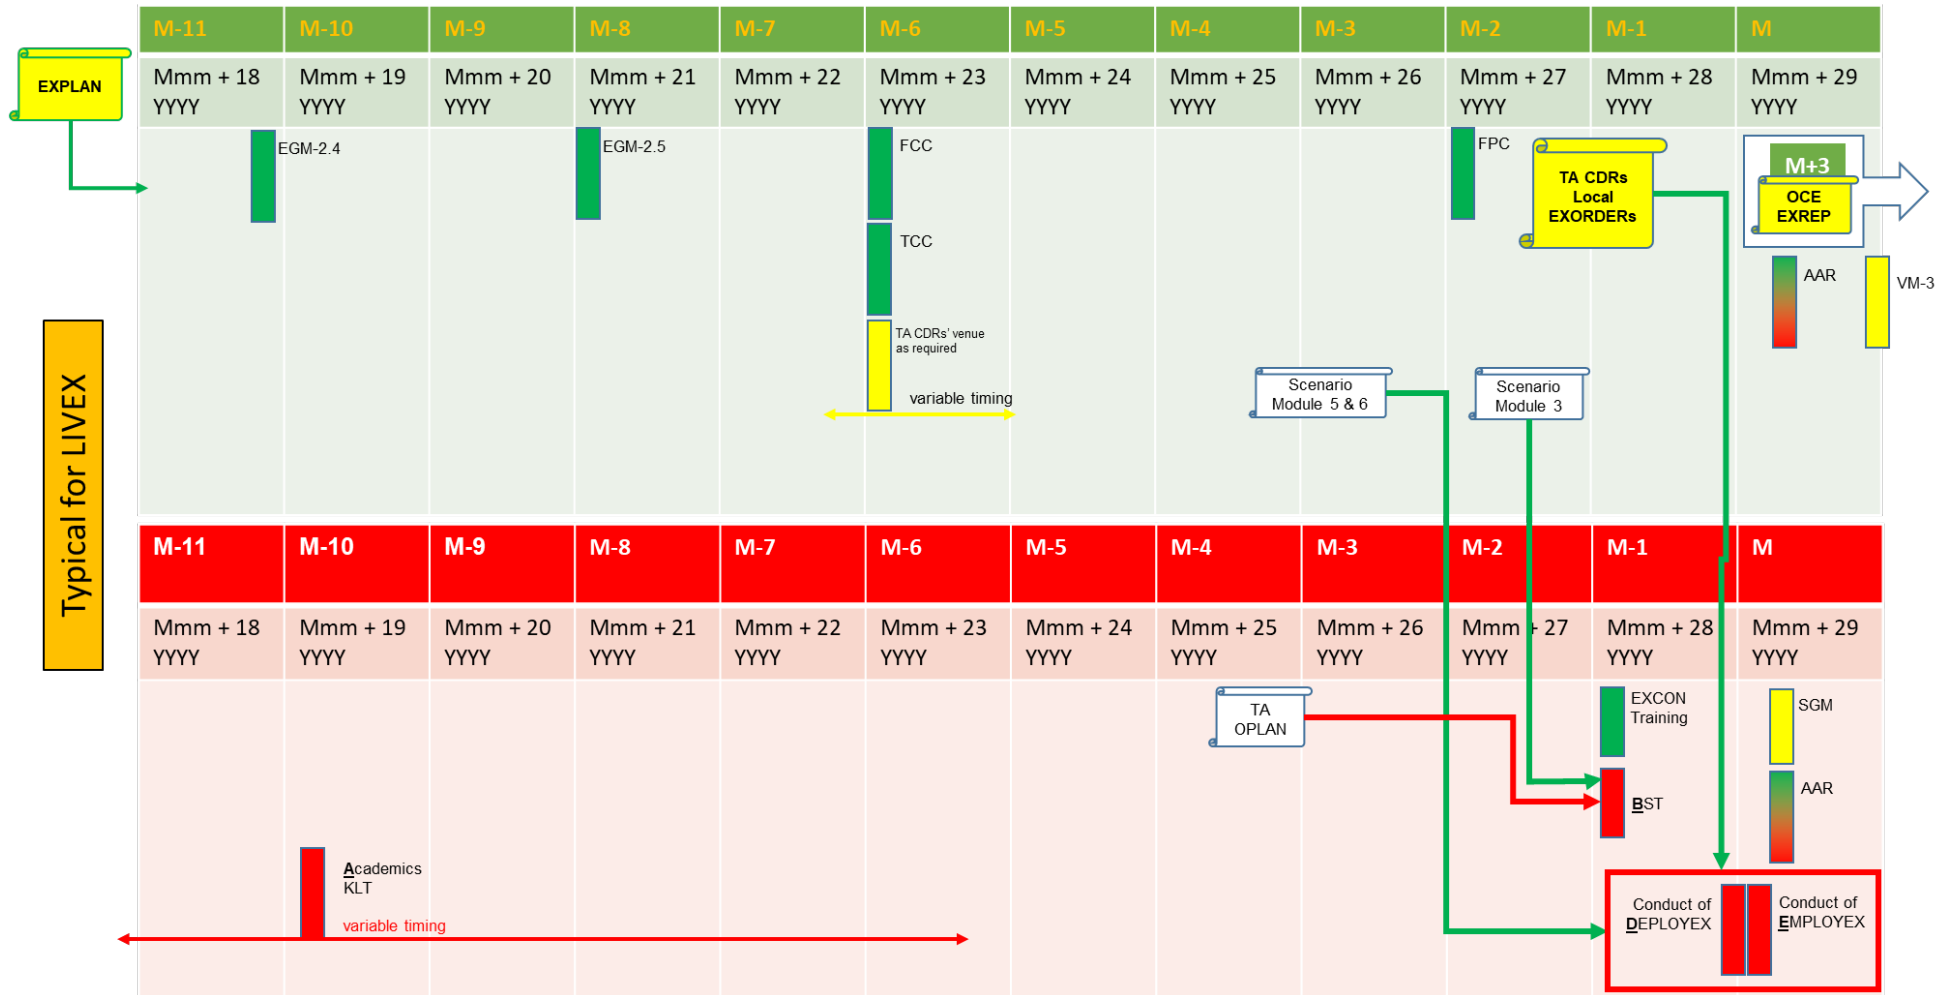 M-11 M-10 M-9 M-8 M-7 M-6 M-5 M-4 M-3 M-2 M-1 M
EXPLAN
Mmm + 18 Mmm + 19 Mmm + 20 Mmm + 21 Mmm + 22 Mmm + 23 Mmm + 24 Mmm + 25 Mmm + 26 Mmm + 27 Mmm + 28 Mmm + 29
YYYY YYYY YYYY YYYY YYYY YYYY YYYY YYYY YYYY YYYY YYYY YYYY
EGM-2.4
EGM-2.5
FCC
FPC
TA CDRs
Local
EXORDERs
M+3
OCE
EXREP
TCC
AAR
VM-3
TA CDRs' venue
as required
variable timing
Scenario
Module 5 & 6
Scenario
Module 3
Typical for LIVEX
M-11 M-10 M-9 M-8 M-7 M-6 M-5 M-4 M-3 M-2 M-1 M
Mmm + 18 Mmm + 19 Mmm + 20 Mmm + 21 Mmm + 22 Mmm + 23 Mmm + 24 Mmm + 25 Mmm + 26 Mmm + 27 Mmm + 28 Mmm + 29
YYYY YYYY YYYY YYYY YYYY YYYY YYYY YYYY YYYY YYYY YYYY YYYY
TA
OPLAN
EXCON
Training
SGM
BST
AAR
Academics
KLT
variable timing
Conduct of
DEPLOYEX
Conduct of
EMPLOYEX